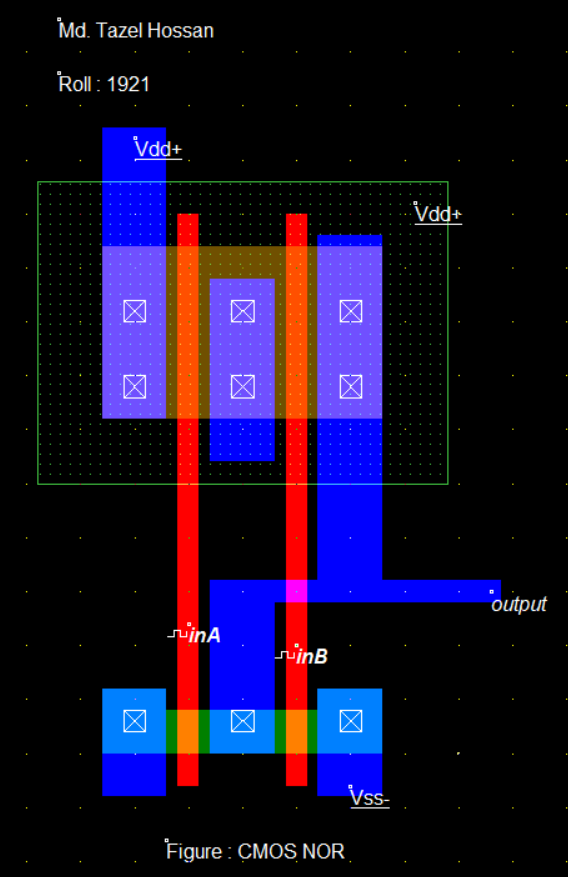 Md. Tazel Hossan
Roll : 1921
Vdd+
Vdd+
output
inA
inB
Vss-
Figure : CMOS NOR